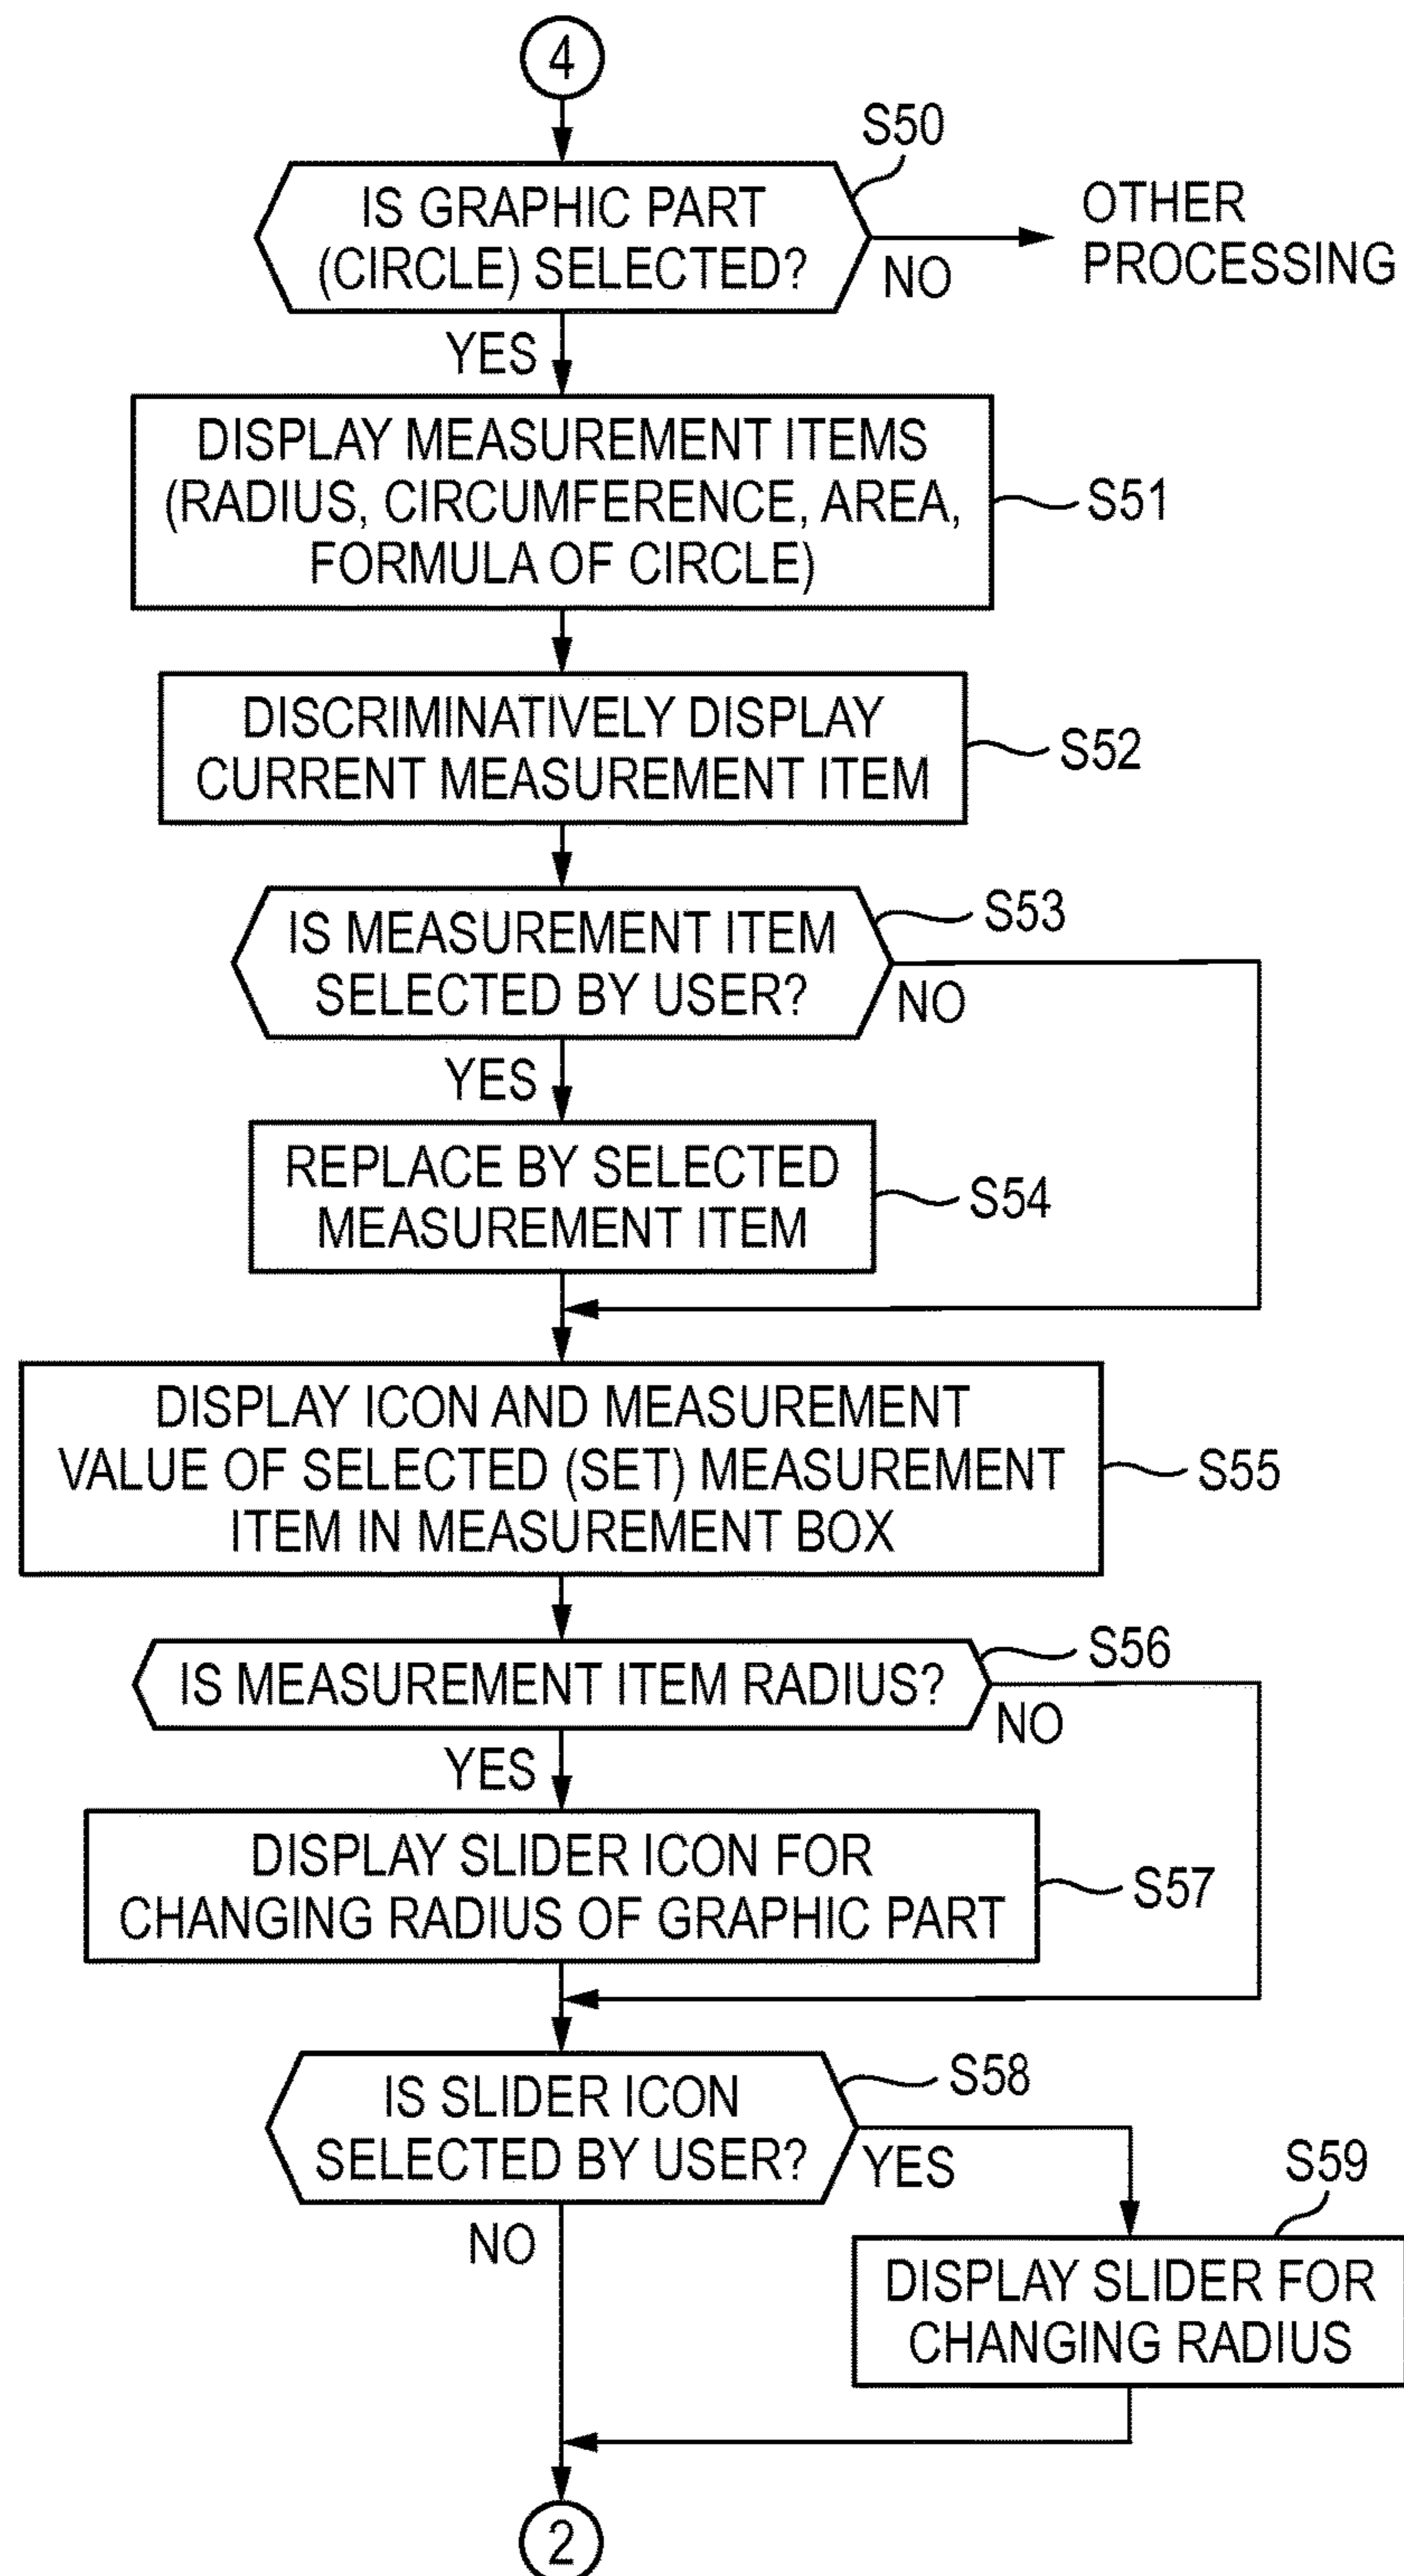 4
S50
IS GRAPHIC PART
(CIRCLE) SELECTED?
NO
OTHER
PROCESSING
YES
DISPLAY MEASUREMENT ITEMS
(RADIUS, CIRCUMFERENCE, AREA,
FORMULA OF CIRCLE)
S51
DISCRIMINATIVELY DISPLAY
CURRENT MEASUREMENT ITEM
S52
IS MEASUREMENT ITEM
SELECTED BY USER?
S53
NO
YES
REPLACE BY SELECTED
MEASUREMENT ITEM
S54
DISPLAY ICON AND MEASUREMENT
VALUE OF SELECTED (SET) MEASUREMENT
ITEM IN MEASUREMENT BOX
S55
IS MEASUREMENT ITEM RADIUS?
S56
NO
YES
DISPLAY SLIDER ICON FOR
CHANGING RADIUS OF GRAPHIC PART
S57
IS SLIDER ICON
SELECTED BY USER?
S58
YES
NO
S59
DISPLAY SLIDER FOR
CHANGING RADIUS
2